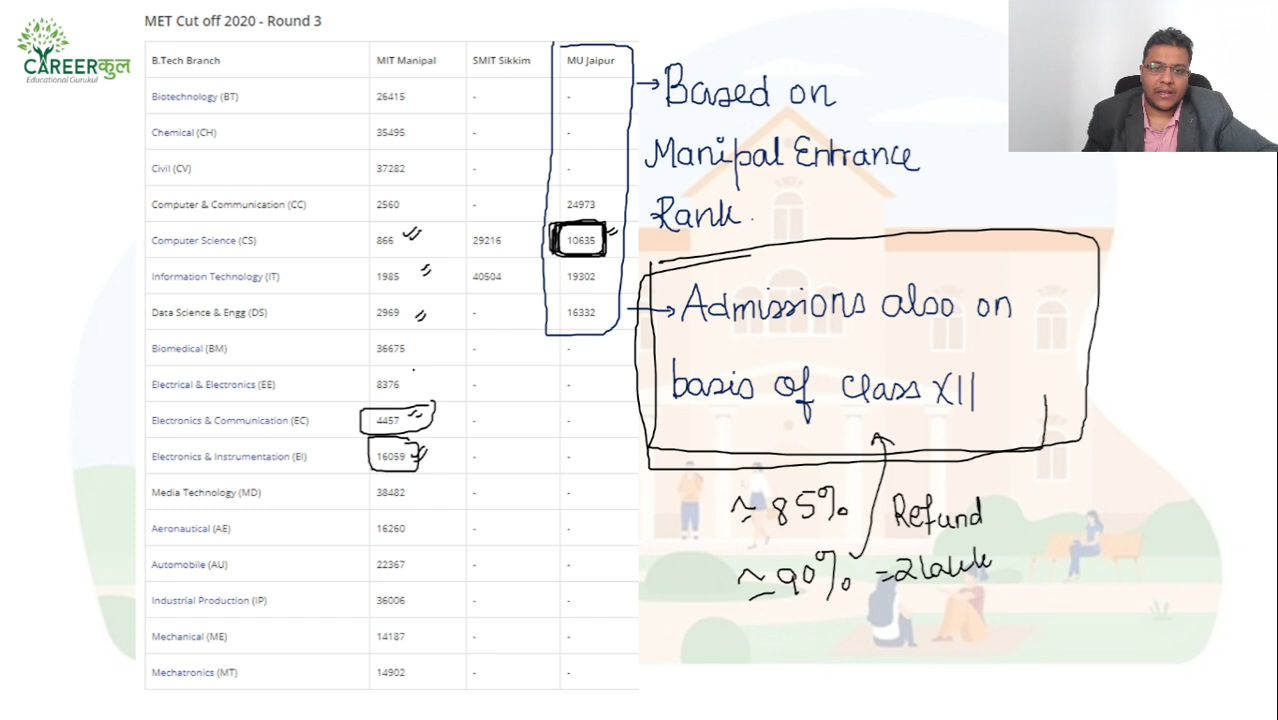 MET Cut off 2020 - Round 3
CAREERकुल
Educational Gurukul
B.Tech Branch MIT Manipal SMIT Sikkim MU Jaipur
Biotechnology (BT) 26415 - -
Chemical (CH) 35495 - -
Civil (CV) 37282 - -
Computer & Communication (CC) 2560 - 24973
Computer Science (CS) 866 29216 10635
Information Technology (IT) 1985 40504 19302
Data Science & Engg (DS) 2969 - 16332
Biomedical (BM) 36675 - -
Electrical & Electronics (EE) 8376 - -
Electronics & Communication (EC) 4457 - -
Electronics & Instrumentation (EI) 16059 - -
Media Technology (MD) 38482 - -
Aeronautical (AE) 16260 - -
Automobile (AU) 22367 - -
Industrial Production (IP) 36006 - -
Mechanical (ME) 14187 - -
Mechatronics (MT) 14902 - -
→ Based on
Manipal Entrance
Rank.
→ Admissions also on
basis of class XII
≈ 85% Refund
≈ 90% = 2 lakh